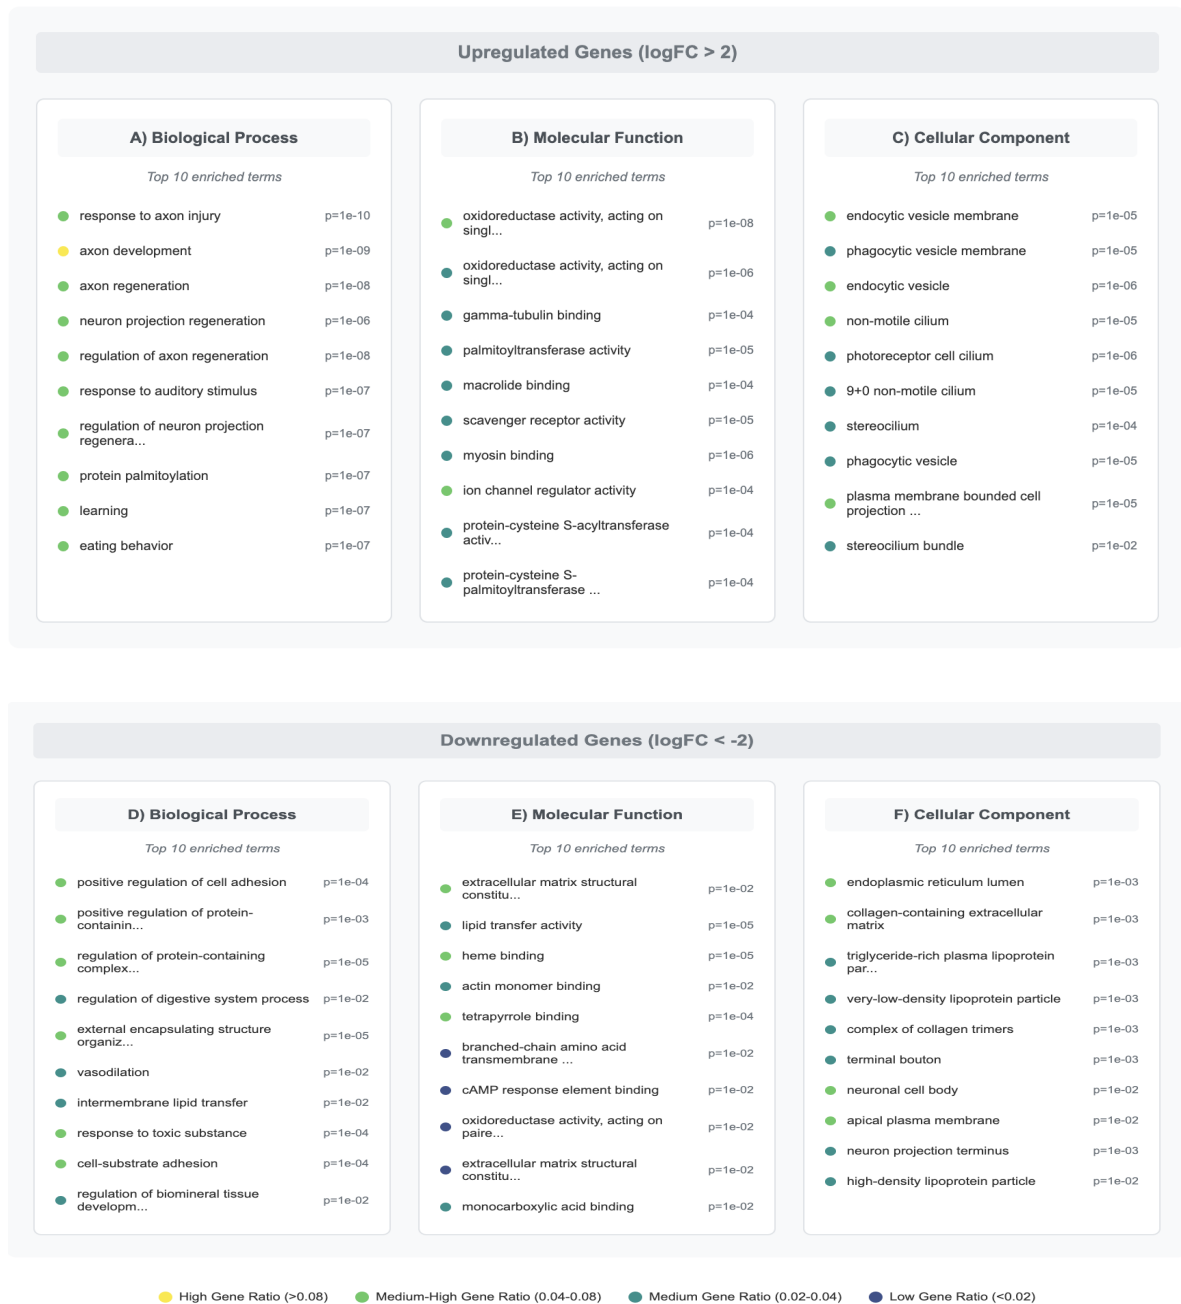 Upregulated Genes (logFC > 2)
A) Biological Process
Top 10 enriched terms
response to axon injury p=1e-10
axon development p=1e-09
axon regeneration p=1e-08
neuron projection regeneration p=1e-06
regulation of axon regeneration p=1e-08
response to auditory stimulus p=1e-07
regulation of neuron projection
regenera... p=1e-07
protein palmitoylation p=1e-07
learning p=1e-07
eating behavior p=1e-07
B) Molecular Function
Top 10 enriched terms
oxidoreductase activity, acting on
singl... p=1e-08
oxidoreductase activity, acting on
singl... p=1e-06
gamma-tubulin binding p=1e-04
palmitoyltransferase activity p=1e-05
macrolide binding p=1e-04
scavenger receptor activity p=1e-05
myosin binding p=1e-06
ion channel regulator activity p=1e-04
protein-cysteine S-acyltransferase
activ... p=1e-04
protein-cysteine S-
palmitoyltransferase ... p=1e-04
C) Cellular Component
Top 10 enriched terms
endocytic vesicle membrane p=1e-05
phagocytic vesicle membrane p=1e-05
endocytic vesicle p=1e-06
non-motile cilium p=1e-05
photoreceptor cell cilium p=1e-06
9+0 non-motile cilium p=1e-05
stereocilium p=1e-04
phagocytic vesicle p=1e-05
plasma membrane bounded cell
projection ... p=1e-05
stereocilium bundle p=1e-02
Downregulated Genes (logFC < -2)
D) Biological Process
Top 10 enriched terms
positive regulation of cell adhesion p=1e-04
positive regulation of protein-
containin... p=1e-03
regulation of protein-containing
complex... p=1e-05
regulation of digestive system process p=1e-02
external encapsulating structure
organiz... p=1e-05
vasodilation p=1e-02
intermembrane lipid transfer p=1e-02
response to toxic substance p=1e-04
cell-substrate adhesion p=1e-04
regulation of biomineral tissue
developm... p=1e-02
E) Molecular Function
Top 10 enriched terms
extracellular matrix structural
constitu... p=1e-02
lipid transfer activity p=1e-05
heme binding p=1e-05
actin monomer binding p=1e-02
tetrapyrrole binding p=1e-04
branched-chain amino acid
transmembrane ... p=1e-02
cAMP response element binding p=1e-02
oxidoreductase activity, acting on
paire... p=1e-02
extracellular matrix structural
constitu... p=1e-02
monocarboxylic acid binding p=1e-02
F) Cellular Component
Top 10 enriched terms
endoplasmic reticulum lumen p=1e-03
collagen-containing extracellular
matrix p=1e-03
triglyceride-rich plasma lipoprotein
par... p=1e-03
very-low-density lipoprotein particle p=1e-03
complex of collagen trimers p=1e-03
terminal bouton p=1e-03
neuronal cell body p=1e-02
apical plasma membrane p=1e-02
neuron projection terminus p=1e-03
high-density lipoprotein particle p=1e-02
High Gene Ratio (>0.08) Medium-High Gene Ratio (0.04-0.08) Medium Gene Ratio (0.02-0.04) Low Gene Ratio (<0.02)